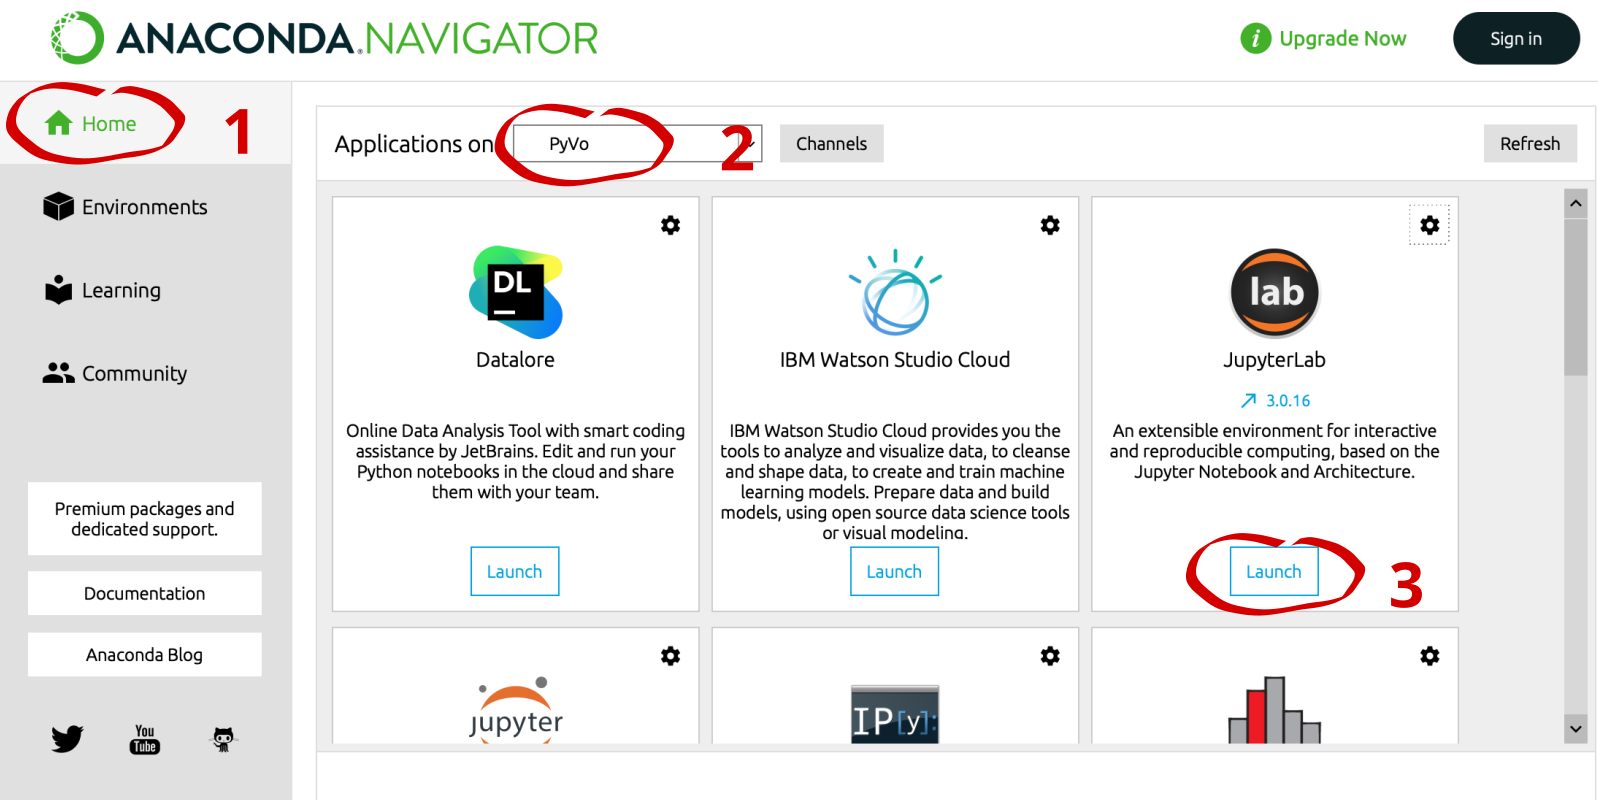 ANACONDA.NAVIGATOR
Upgrade Now
Sign in
Home
1
Applications on
PyVo
2
Channels
Refresh
Environments
Learning
Community
Premium packages and
dedicated support.
Documentation
Anaconda Blog
You
Tube
DL
Datalore
Online Data Analysis Tool with smart coding
assistance by JetBrains. Edit and run your
Python notebooks in the cloud and share
them with your team.
Launch
IBM Watson Studio Cloud
IBM Watson Studio Cloud provides you the
tools to analyze and visualize data, to cleanse
and shape data, to create and train machine
learning models. Prepare data and build
models, using open source data science tools
or visual modeling.
Launch
lab
JupyterLab
3.0.16
An extensible environment for interactive
and reproducible computing, based on the
Jupyter Notebook and Architecture.
Launch
3
jupyter
IP[y]: